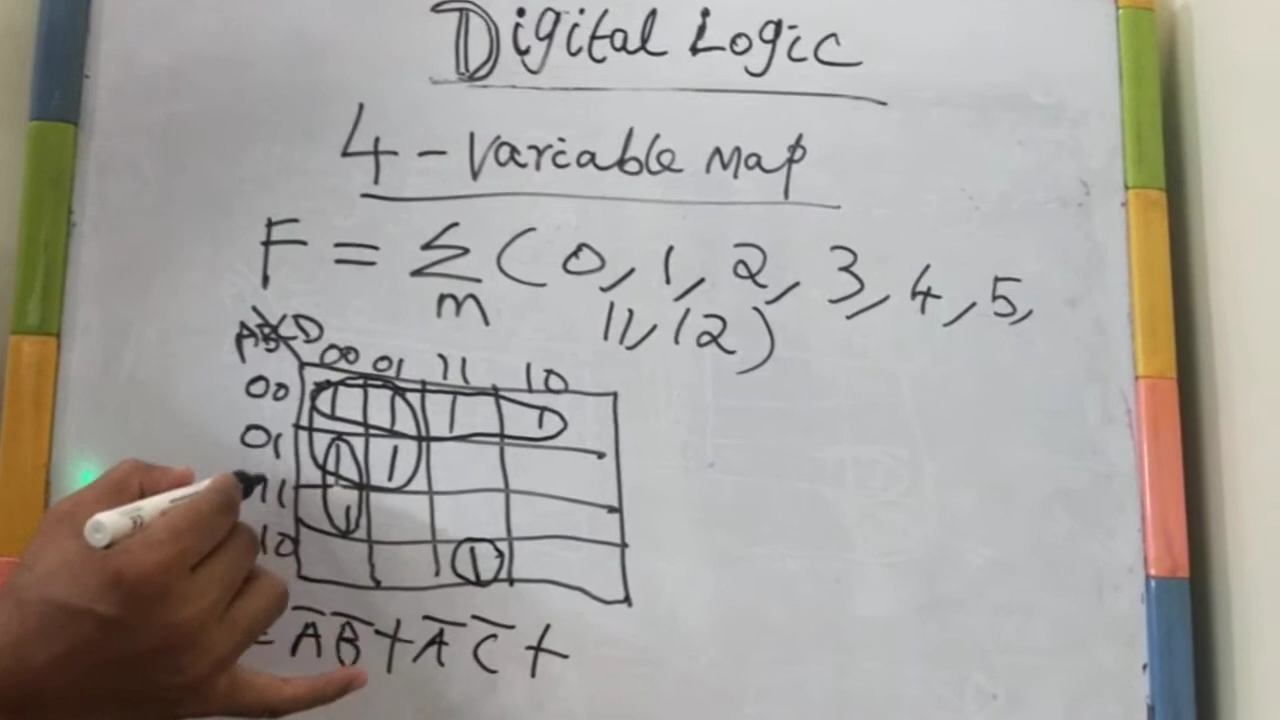 Digital Logic
4-Variable Map
F = Σm (0, 1, 2, 3, 4, 5,
11, 12)
AB CD 00 01 11 10
00 1 1 1 1
01 1 1
11 1
10 1
= A̅ B̅ + A̅ C̅ +